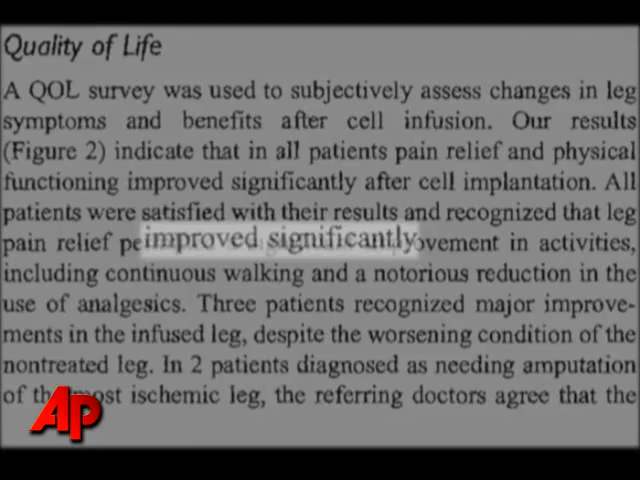 Quality of Life
A QOL survey was used to subjectively assess changes in leg
symptoms and benefits after cell infusion. Our results
(Figure 2) indicate that in all patients pain relief and physical
functioning improved significantly after cell implantation. All
patients were satisfied with their results and recognized that leg
pain relief pe improved significantly ovement in activities,
including continuous walking and a notorious reduction in the
use of analgesics. Three patients recognized major improve-
ments in the infused leg, despite the worsening condition of the
nontreated leg. In 2 patients diagnosed as needing amputation
of the most ischemic leg, the referring doctors agree that the
AP